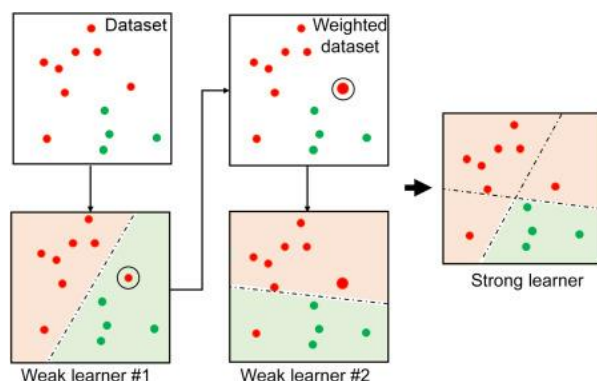 Dataset
Weighted
dataset
Weak learner #1
Weak learner #2
Strong learner